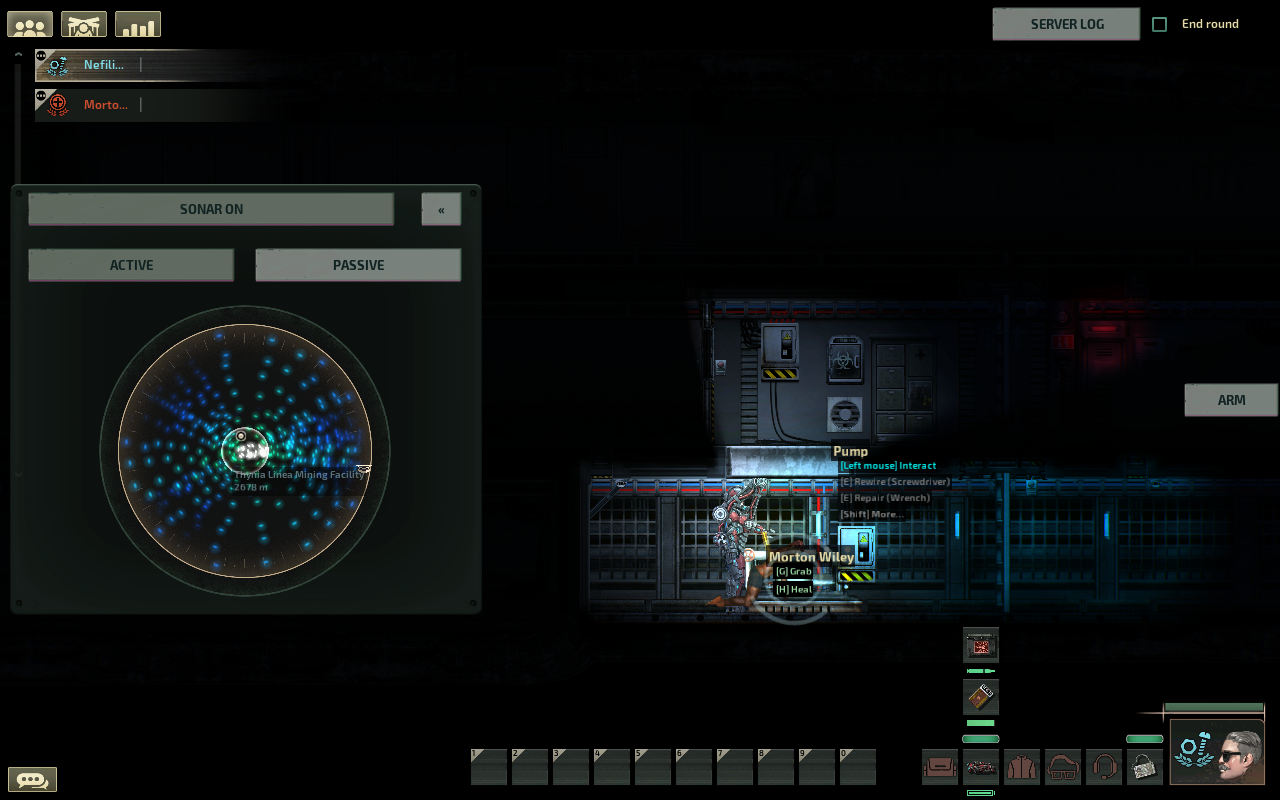 SERVER LOG
End round
Nefili...
Morto...
SONAR ON
«
ACTIVE
PASSIVE
Thynia Linea Mining Facility
2678 m
ARM
Pump
[Left mouse] Interact
[E] Rewire (Screwdriver)
[E] Repair (Wrench)
[Shift] More...
Morton Wiley
[G] Grab
[H] Heal
1 2 3 4 5 6 7 8 9 0